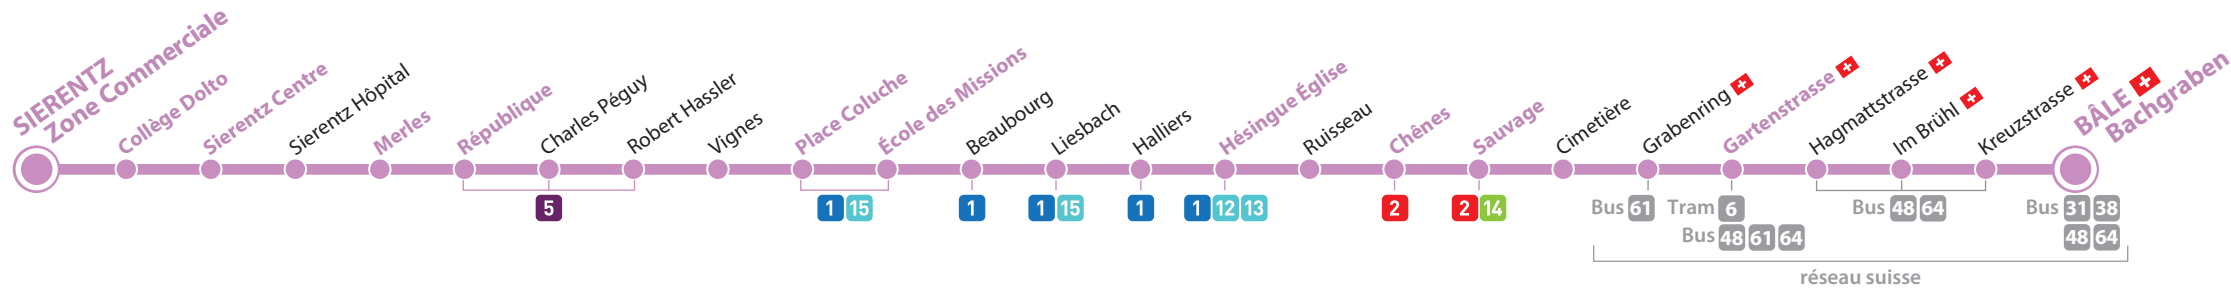 SIERENTZ
Zone Commerciale
Collège Dolto
Sierentz Centre
Sierentz Hôpital
Merles
République
Charles Péguy
Robert Hassler
Vignes
Place Coluche
École des Missions
Beaubourg
Liesbach
Halliers
Hésingue Église
Ruisseau
Chênes
Sauvage
Cimetière
Grabenring
Gartenstrasse
Hagmattstrasse
Im Brühl
Kreuzstrasse
BÂLE
Bachgraben
5
1 15
1
1 15
1
1 12 13
2
2 14
Bus 61
Tram 6
Bus 48 61 64
Bus 48 64
Bus 31 38
48 64
réseau suisse